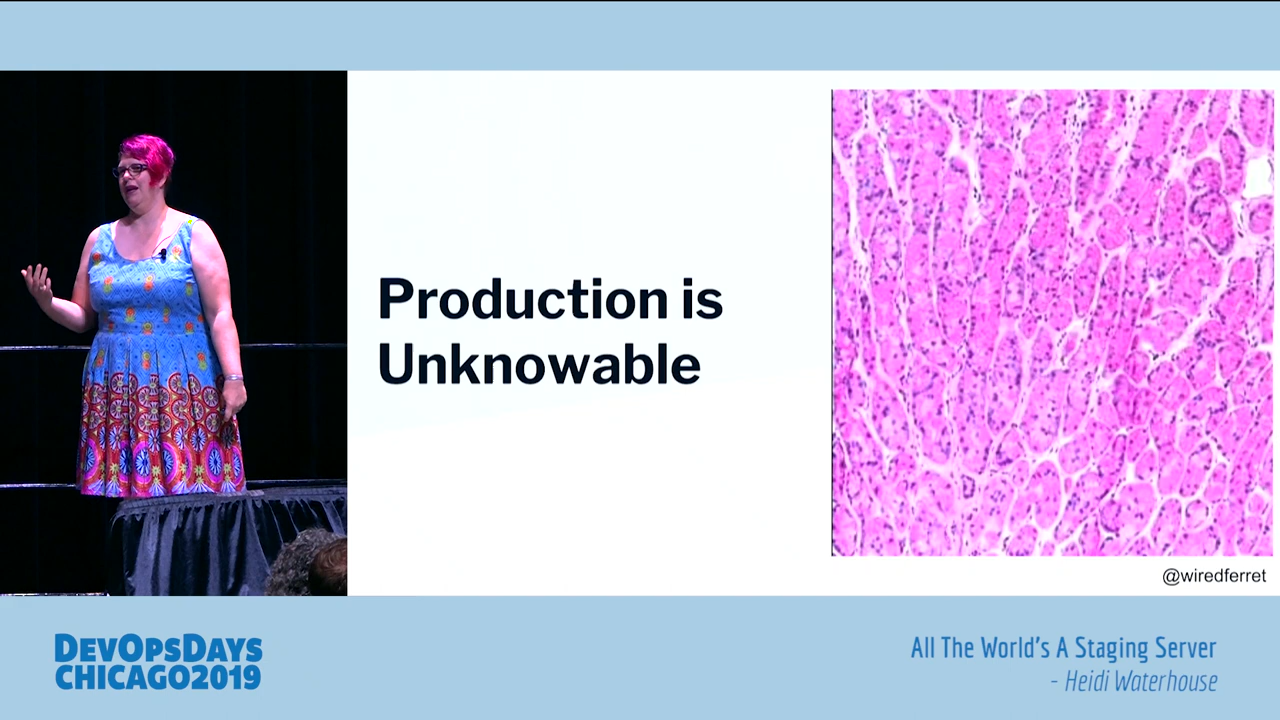 Production is
Unknowable
@wiredferret
DEVOPSDAYS
CHICAGO2019
All The World's A Staging Server
- Heidi Waterhouse